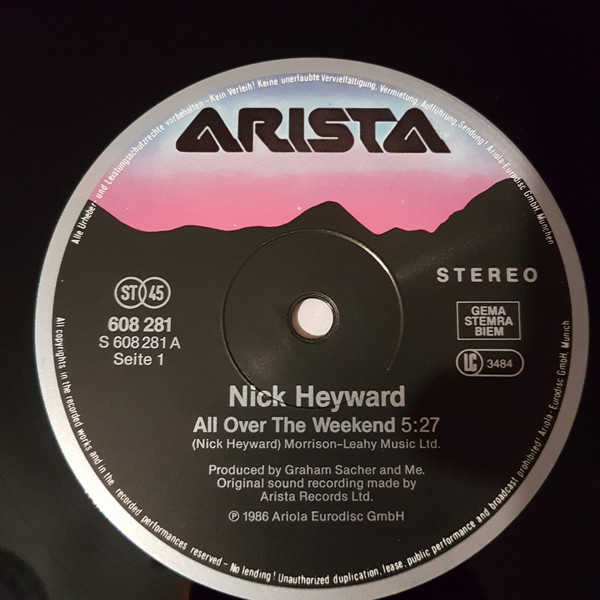 Alle Urheber- und Leistungsschutzrechte vorbehalten - Kein Verleih! Keine unerlaubte Vervielfältigung, Vermietung, Aufführung, Sendung! Ariola-Eurodisc GmbH München
ARISTA
STEREO
ST 45
608 281
S 608 281 A
Seite 1
GEMA
STEMRA
BIEM
LC 3484
Nick Heyward
All Over The Weekend 5:27
(Nick Heyward) Morrison-Leahy Music Ltd.
Produced by Graham Sacher and Me.
Original sound recording made by
Arista Records Ltd.
℗ 1986 Ariola Eurodisc GmbH
All copyrights in the recorded works and in the recorded performances reserved - No lending! Unauthorized duplication, lease, public performance and broadcast prohibited! Ariola-Eurodisc GmbH, Munich